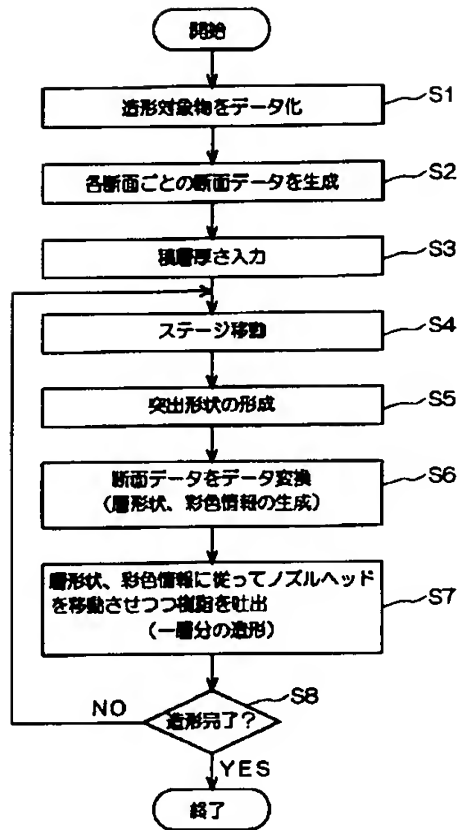 開始
造形対象物をデータ化
S1
各断面ごとの断面データを生成
S2
積層厚さ入力
S3
ステージ移動
S4
突出形状の形成
S5
断面データをデータ変換
(層形状、彩色情報の生成)
S6
層形状、彩色情報に従ってノズルヘッド
を移動させつつ樹脂を吐出
(一層分の造形)
S7
造形完了?
S8
NO
YES
終了